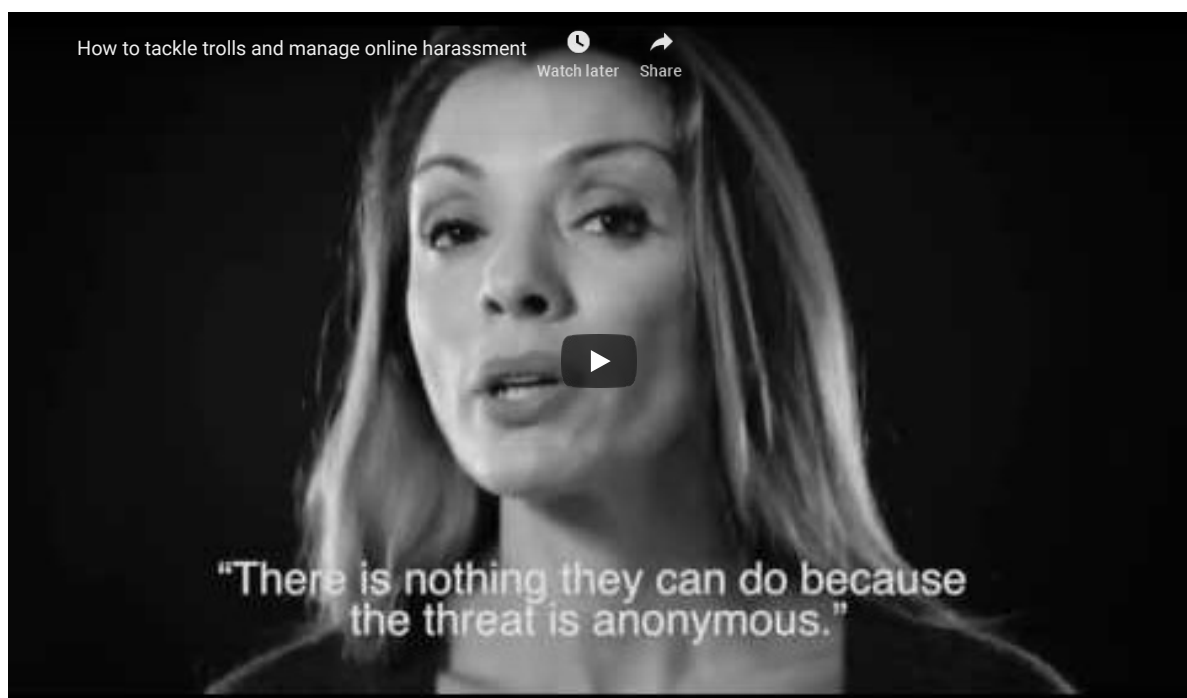 How to tackle trolls and manage online harassment
Watch later
Share
“There is nothing they can do because
the threat is anonymous.”